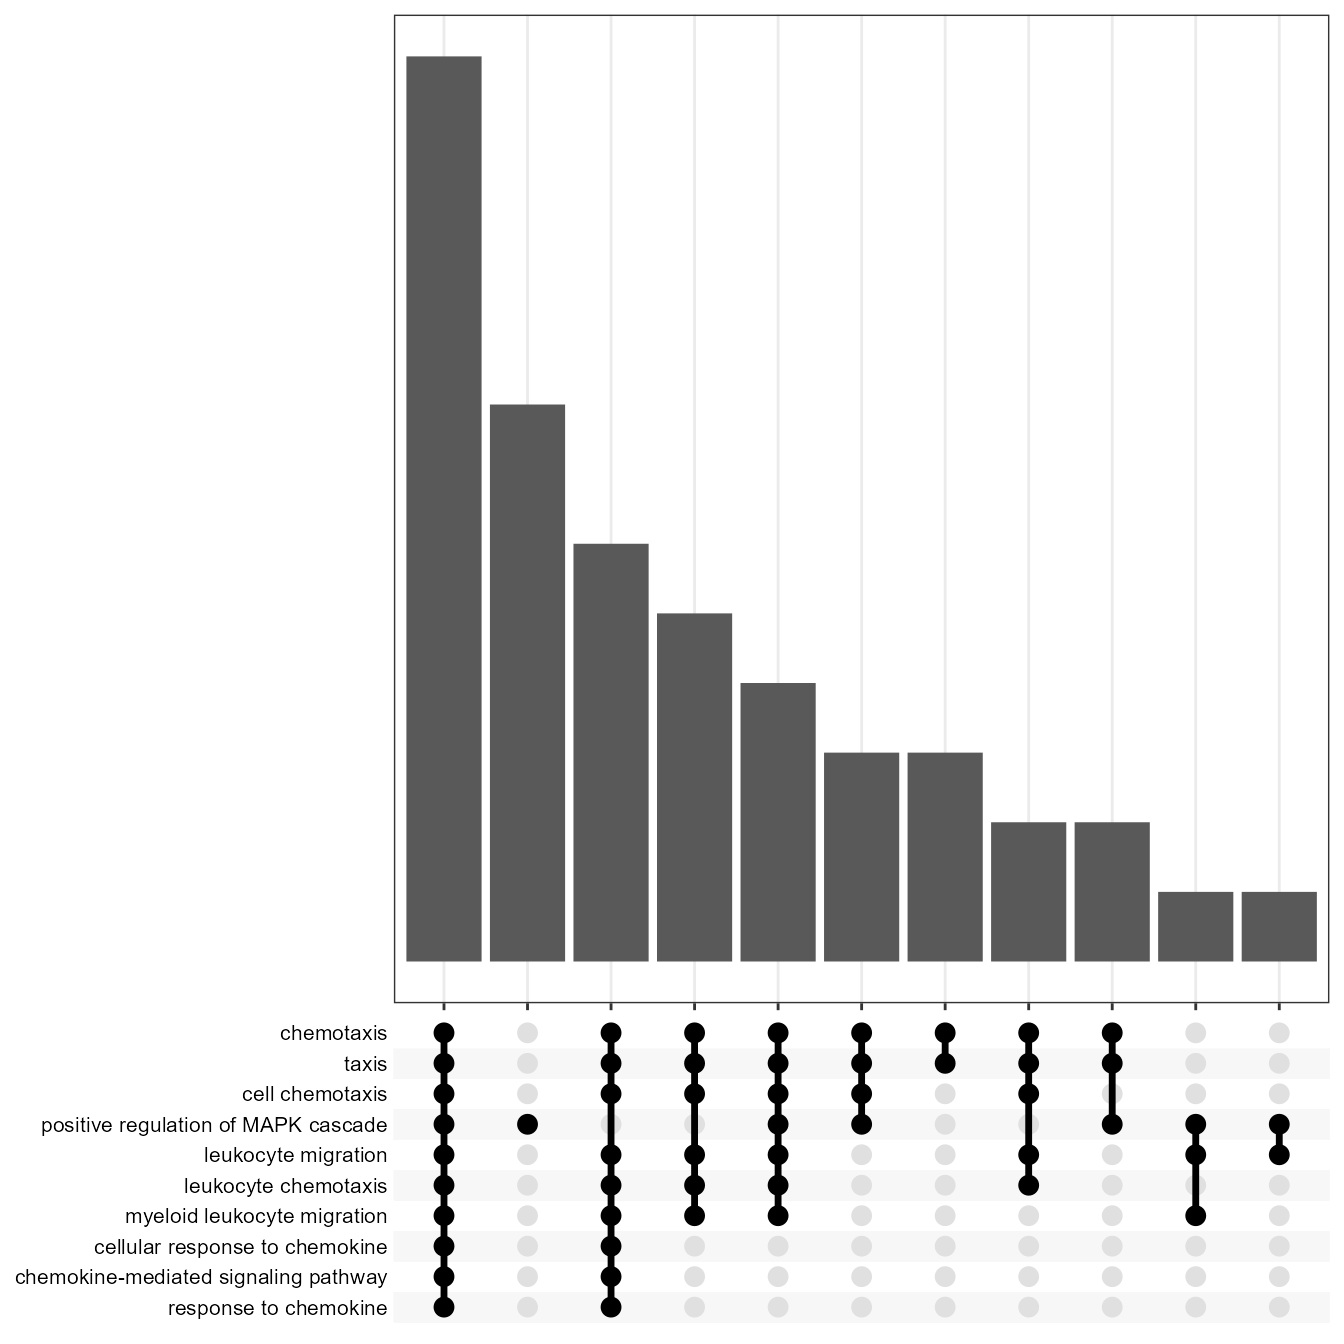 chemotaxis
taxis
cell chemotaxis
positive regulation of MAPK cascade
leukocyte migration
leukocyte chemotaxis
myeloid leukocyte migration
cellular response to chemokine
chemokine-mediated signaling pathway
response to chemokine